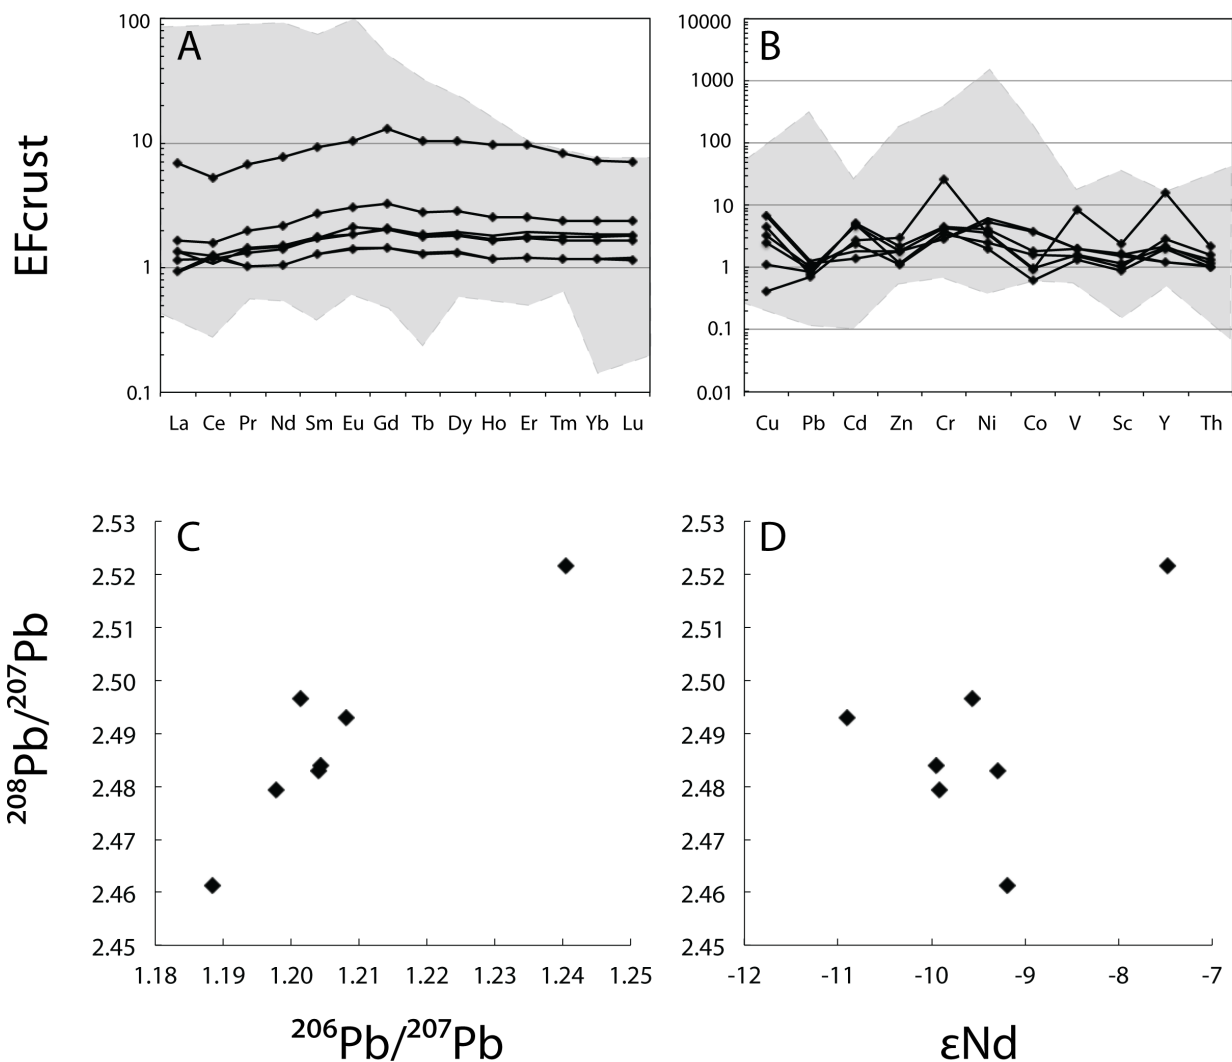 A
100
10
1
0.1
La Ce Pr Nd Sm Eu Gd Tb Dy Ho Er Tm Yb Lu
EFcrust
B
10000
1000
100
10
1
0.1
0.01
Cu Pb Cd Zn Cr Ni Co V Sc Y Th
C
2.53
2.52
2.51
2.50
2.49
2.48
2.47
2.46
2.45
1.18 1.19 1.20 1.21 1.22 1.23 1.24 1.25
²⁰⁸Pb/²⁰⁷Pb
²⁰⁶Pb/²⁰⁷Pb
D
2.53
2.52
2.51
2.50
2.49
2.48
2.47
2.46
2.45
-12 -11 -10 -9 -8 -7
εNd